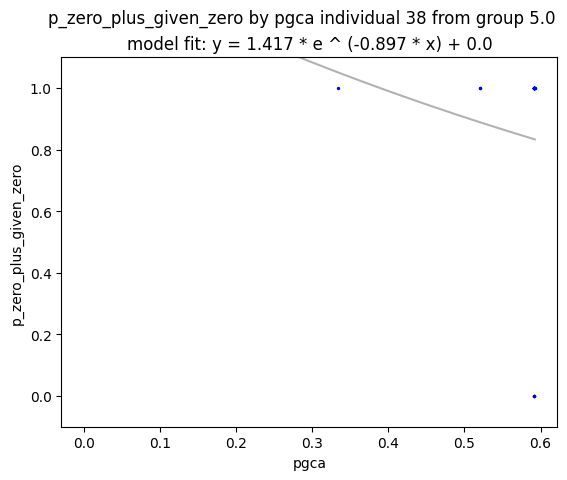 p_zero_plus_given_zero by pgca individual 38 from group 5.0
model fit: y = 1.417 * e ^ (-0.897 * x) + 0.0
1.0
0.8
0.6
0.4
0.2
0.0
p_zero_plus_given_zero
0.0 0.1 0.2 0.3 0.4 0.5 0.6
pgca